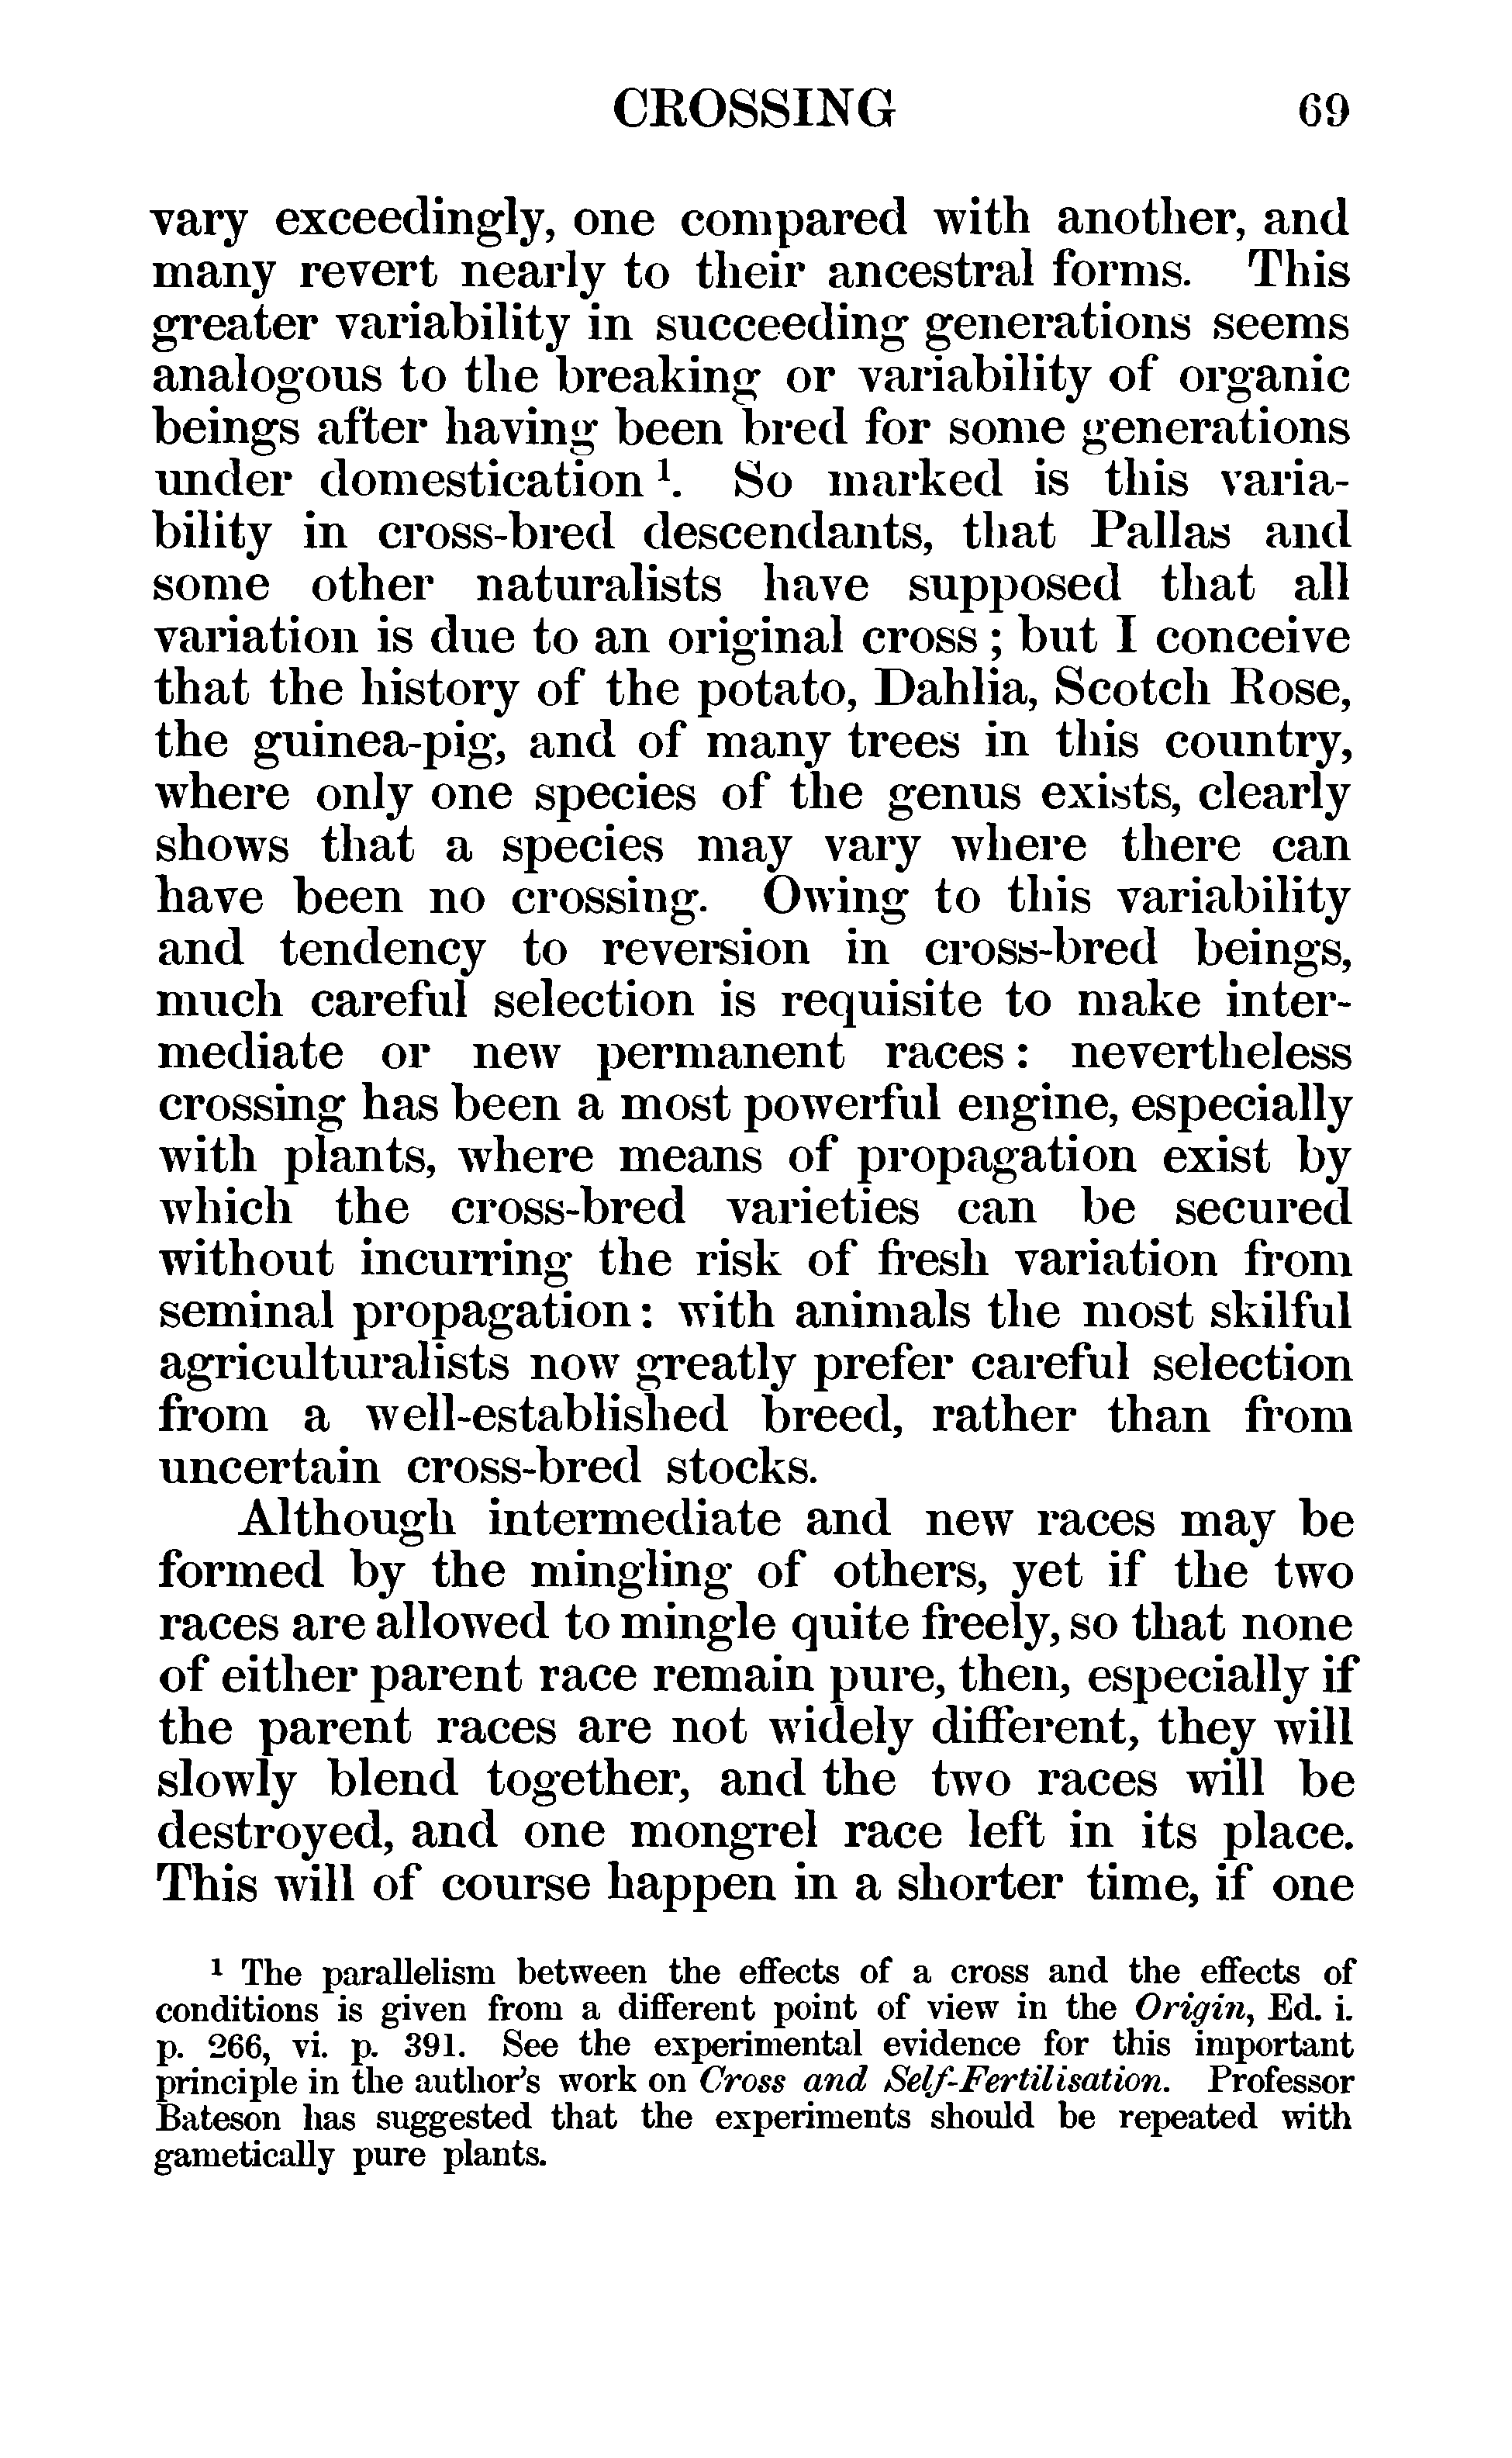 CROSSING 69
vary exceedingly, one compared with another, and
many revert nearly to their ancestral forms. This
greater variability in succeeding generations seems
analogous to the breaking or variability of organic
beings after having been bred for some generations
under domestication ¹. So marked is this varia-
bility in cross-bred descendants, that Pallas and
some other naturalists have supposed that all
variation is due to an original cross; but I conceive
that the history of the potato, Dahlia, Scotch Rose,
the guinea-pig, and of many trees in this country,
where only one species of the genus exists, clearly
shows that a species may vary where there can
have been no crossing. Owing to this variability
and tendency to reversion in cross-bred beings,
much careful selection is requisite to make inter-
mediate or new permanent races: nevertheless
crossing has been a most powerful engine, especially
with plants, where means of propagation exist by
which the cross-bred varieties can be secured
without incurring the risk of fresh variation from
seminal propagation: with animals the most skilful
agriculturalists now greatly prefer careful selection
from a well-established breed, rather than from
uncertain cross-bred stocks.
Although intermediate and new races may be
formed by the mingling of others, yet if the two
races are allowed to mingle quite freely, so that none
of either parent race remain pure, then, especially if
the parent races are not widely different, they will
slowly blend together, and the two races will be
destroyed, and one mongrel race left in its place.
This will of course happen in a shorter time, if one
¹ The parallelism between the effects of a cross and the effects of
conditions is given from a different point of view in the Origin, Ed. i.
p. 266, vi. p. 391. See the experimental evidence for this important
principle in the author's work on Cross and Self-Fertilisation. Professor
Bateson has suggested that the experiments should be repeated with
gametically pure plants.